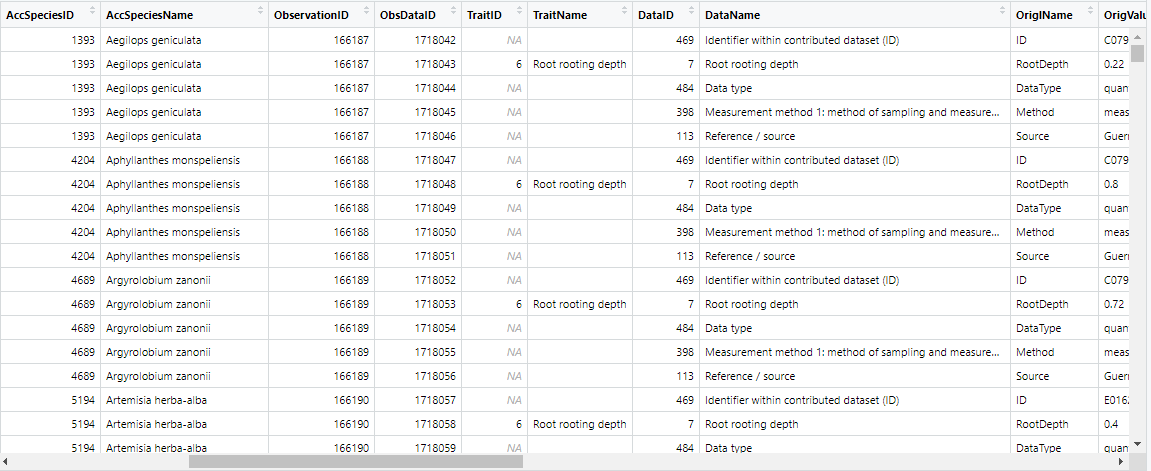 AccSpeciesID AccSpeciesName ObservationID ObsDataID TraitID TraitName DataID DataName OriglName OrigValu
1393 Aegilops geniculata 166187 1718042 NA 469 Identifier within contributed dataset (ID) ID C079
1393 Aegilops geniculata 166187 1718043 6 Root rooting depth 7 Root rooting depth RootDepth 0.22
1393 Aegilops geniculata 166187 1718044 NA 484 Data type DataType quan
1393 Aegilops geniculata 166187 1718045 NA 398 Measurement method 1: method of sampling and measure... Method meas
1393 Aegilops geniculata 166187 1718046 NA 113 Reference / source Source Guerr
4204 Aphyllanthes monspeliensis 166188 1718047 NA 469 Identifier within contributed dataset (ID) ID C079
4204 Aphyllanthes monspeliensis 166188 1718048 6 Root rooting depth 7 Root rooting depth RootDepth 0.8
4204 Aphyllanthes monspeliensis 166188 1718049 NA 484 Data type DataType quan
4204 Aphyllanthes monspeliensis 166188 1718050 NA 398 Measurement method 1: method of sampling and measure... Method meas
4204 Aphyllanthes monspeliensis 166188 1718051 NA 113 Reference / source Source Guerr
4689 Argyrolobium zanonii 166189 1718052 NA 469 Identifier within contributed dataset (ID) ID C079
4689 Argyrolobium zanonii 166189 1718053 6 Root rooting depth 7 Root rooting depth RootDepth 0.72
4689 Argyrolobium zanonii 166189 1718054 NA 484 Data type DataType quan
4689 Argyrolobium zanonii 166189 1718055 NA 398 Measurement method 1: method of sampling and measure... Method meas
4689 Argyrolobium zanonii 166189 1718056 NA 113 Reference / source Source Guerr
5194 Artemisia herba-alba 166190 1718057 NA 469 Identifier within contributed dataset (ID) ID E0162
5194 Artemisia herba-alba 166190 1718058 6 Root rooting depth 7 Root rooting depth RootDepth 0.4
5194 Artemisia herba-alba 166190 1718059 NA 484 Data type DataType quan